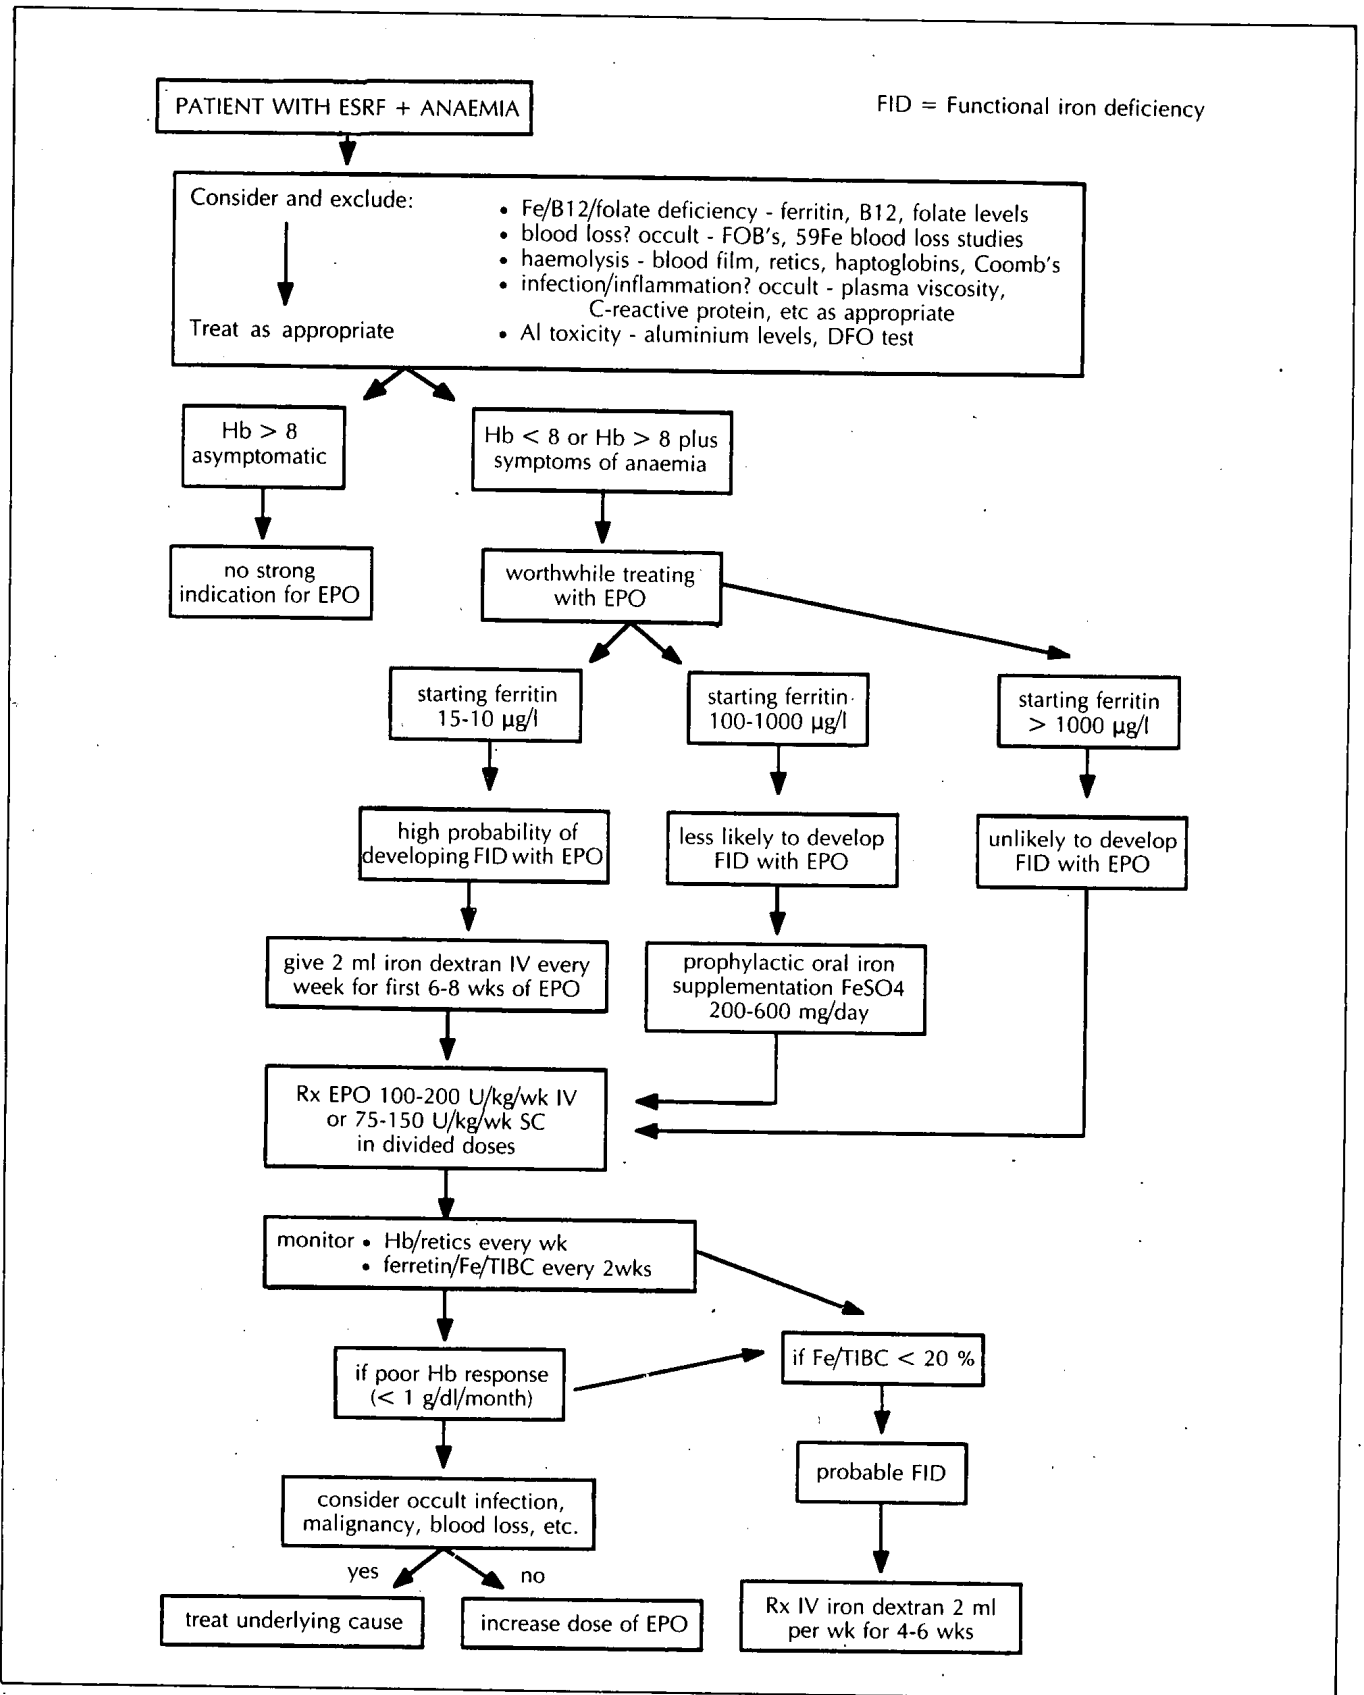 PATIENT WITH ESRF + ANAEMIA
FID = Functional iron deficiency
Consider and exclude:
Treat as appropriate
• Fe/B12/folate deficiency - ferritin, B12, folate levels
• blood loss? occult - FOB's, 59Fe blood loss studies
• haemolysis - blood film, retics, haptoglobins, Coomb's
• infection/inflammation? occult - plasma viscosity,
C-reactive protein, etc as appropriate
• Al toxicity - aluminium levels, DFO test
Hb > 8
asymptomatic
Hb < 8 or Hb > 8 plus
symptoms of anaemia
no strong
indication for EPO
worthwhile treating
with EPO
starting ferritin
15-10 µg/l
starting ferritin
100-1000 µg/l
starting ferritin
> 1000 µg/l
high probability of
developing FID with EPO
less likely to develop
FID with EPO
unlikely to develop
FID with EPO
give 2 ml iron dextran IV every
week for first 6-8 wks of EPO
prophylactic oral iron
supplementation FeSO4
200-600 mg/day
Rx EPO 100-200 U/kg/wk IV
or 75-150 U/kg/wk SC
in divided doses
monitor • Hb/retics every wk
• ferretin/Fe/TIBC every 2wks
if poor Hb response
(< 1 g/dl/month)
if Fe/TIBC < 20 %
probable FID
consider occult infection,
malignancy, blood loss, etc.
yes
no
treat underlying cause
increase dose of EPO
Rx IV iron dextran 2 ml
per wk for 4-6 wks